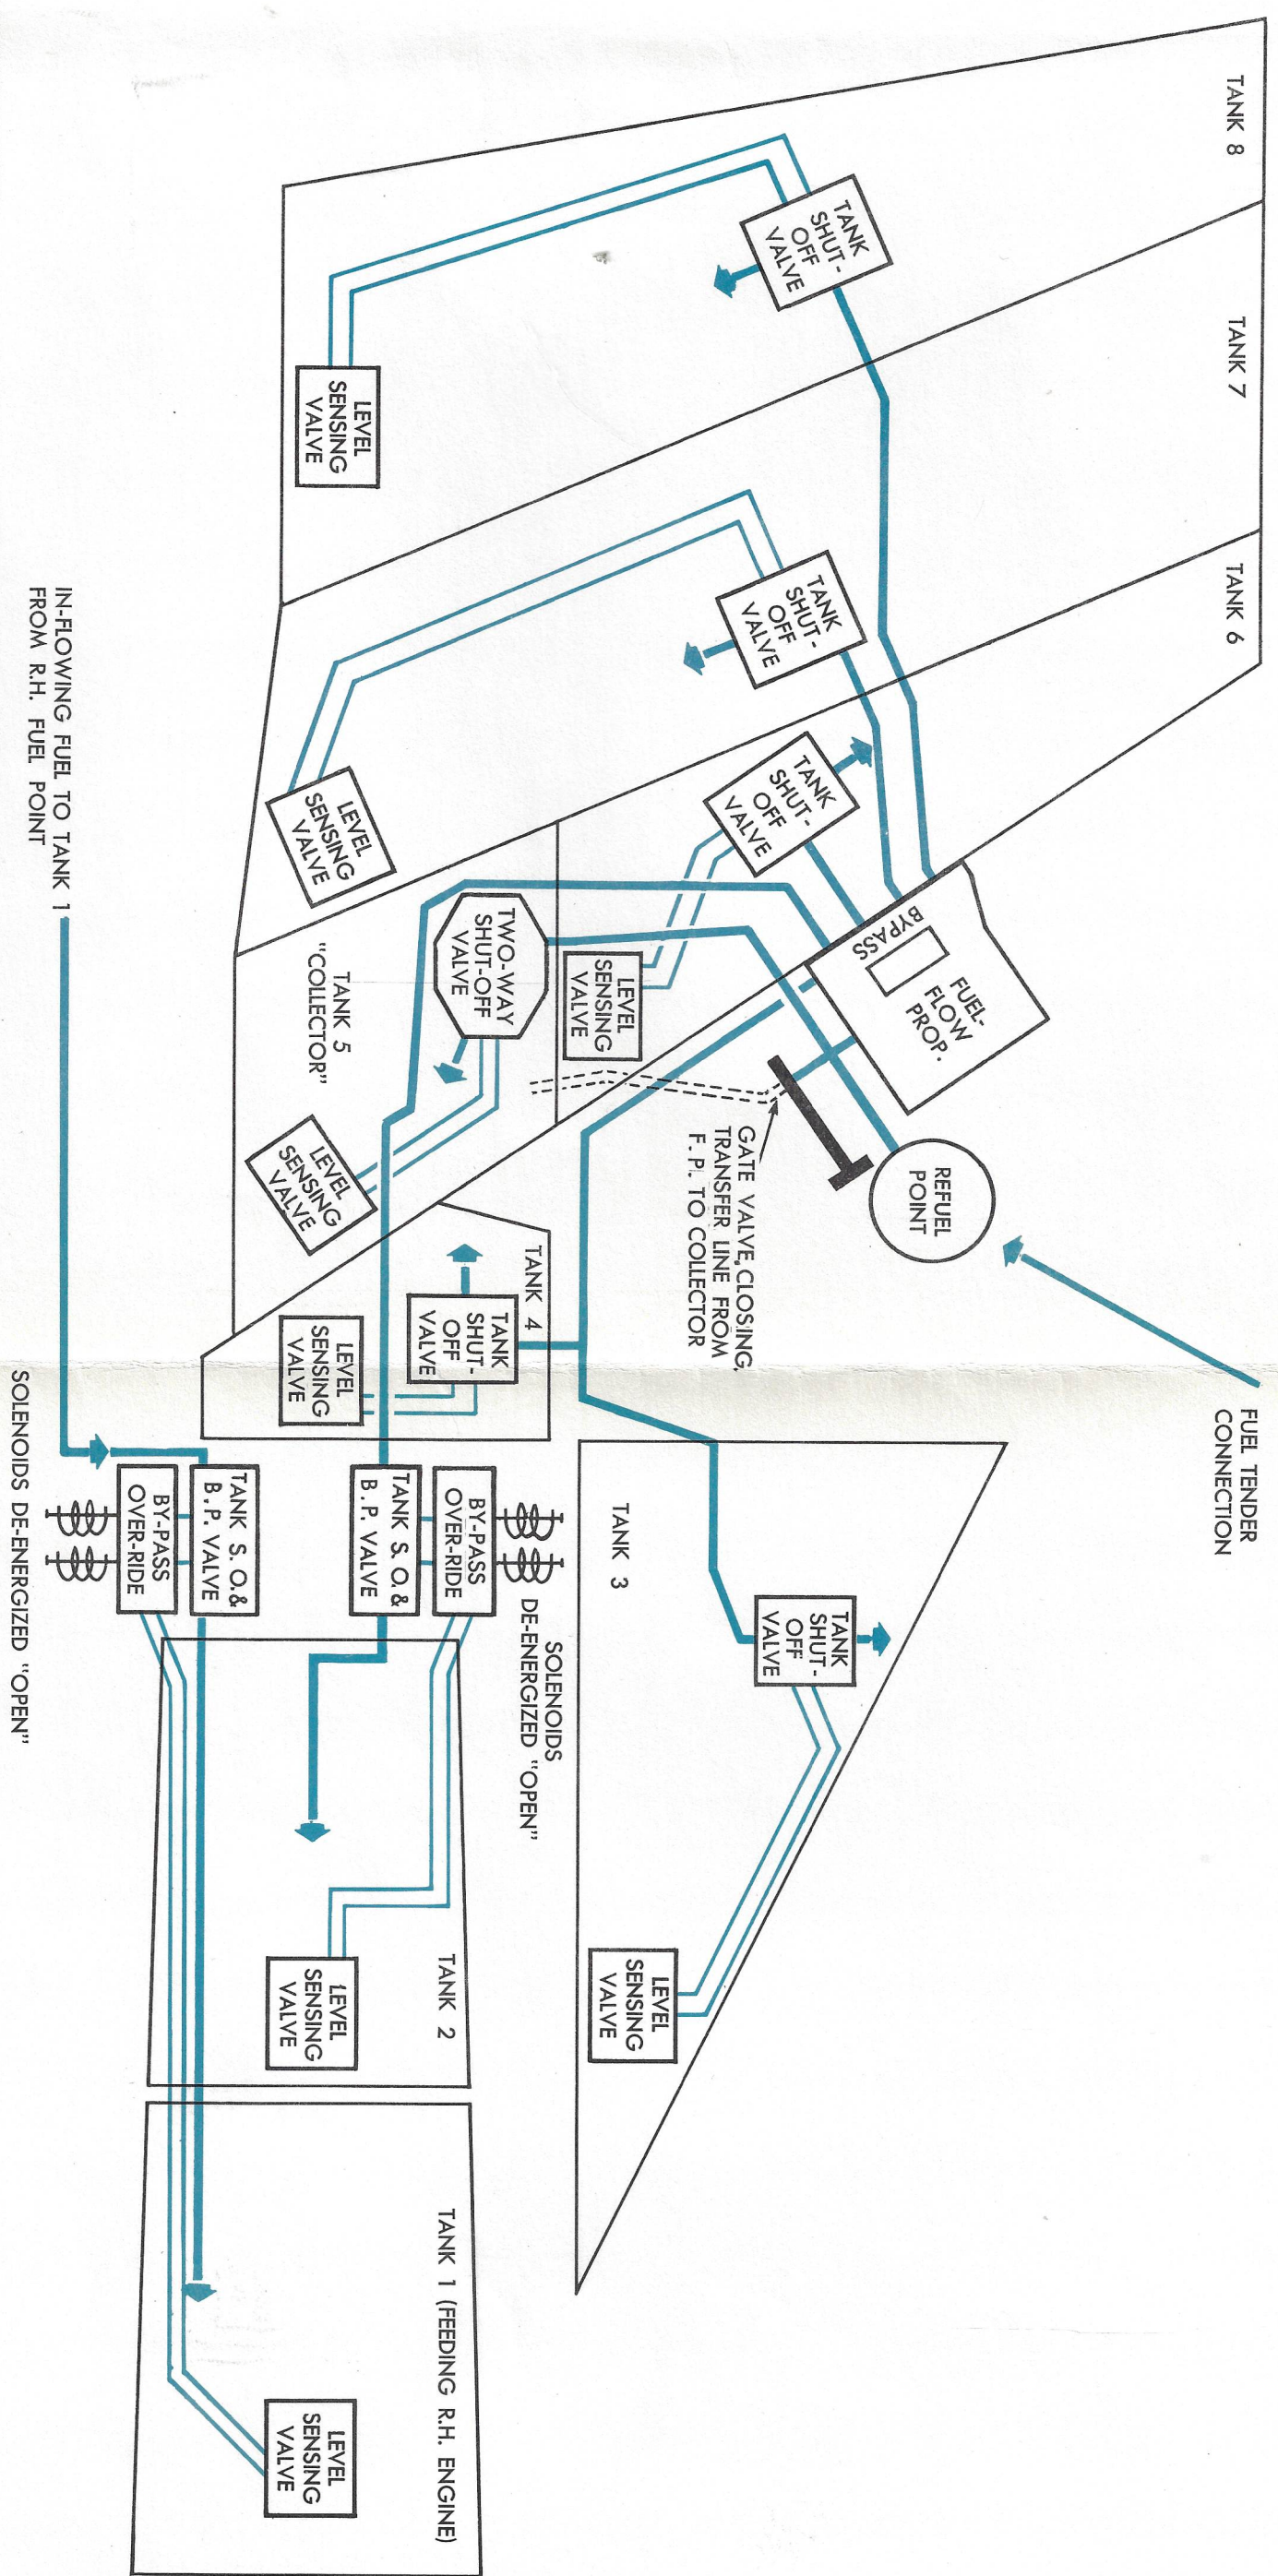 TANK 8
TANK 7
TANK 6
FUEL TENDER
CONNECTION
TANK
SHUT-
OFF
VALVE
LEVEL
SENSING
VALVE
TANK
SHUT-
OFF
VALVE
LEVEL
SENSING
VALVE
TANK
SHUT-
OFF
VALVE
LEVEL
SENSING
VALVE
BYPASS
FUEL-
FLOW
PROP.
REFUEL
POINT
GATE VALVE, CLOSING,
TRANSFER LINE FROM
F. P. TO COLLECTOR
TWO-WAY
SHUT-OFF
VALVE
TANK 5
"COLLECTOR"
LEVEL
SENSING
VALVE
TANK 4
TANK
SHUT-
OFF
VALVE
LEVEL
SENSING
VALVE
TANK 3
TANK
SHUT-
OFF
VALVE
LEVEL
SENSING
VALVE
SOLENOIDS
DE-ENERGIZED "OPEN"
BY-PASS
OVER-RIDE
TANK S. O.&
B. P. VALVE
TANK S. O.&
B. P. VALVE
BY-PASS
OVER-RIDE
SOLENOIDS DE-ENERGIZED "OPEN"
TANK 2
LEVEL
SENSING
VALVE
TANK 1 (FEEDING R.H. ENGINE)
LEVEL
SENSING
VALVE
IN-FLOWING FUEL TO TANK 1
FROM R.H. FUEL POINT